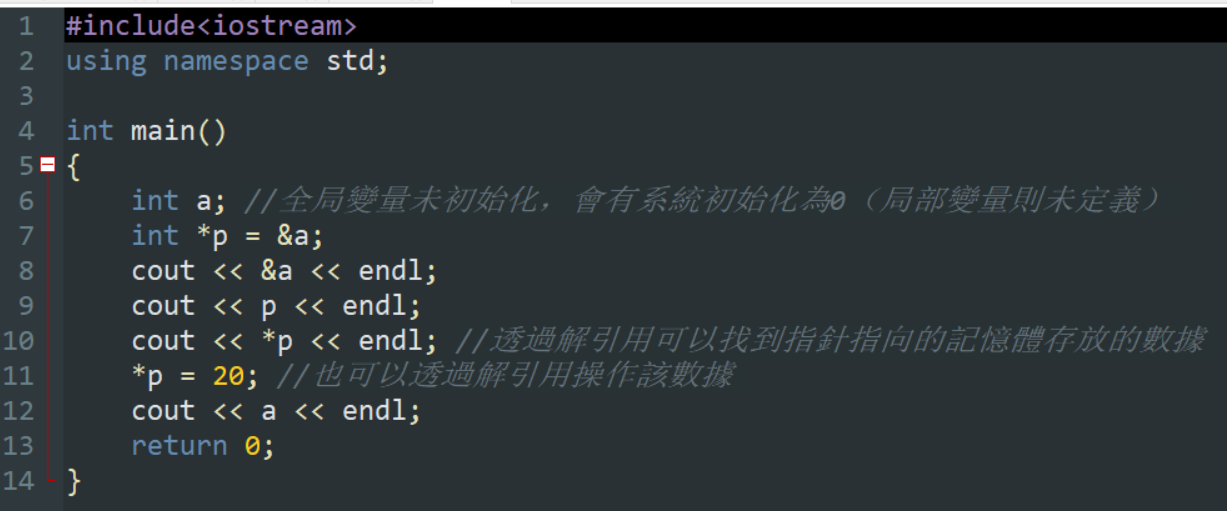 1 #include<iostream>
2 using namespace std;
3
4 int main()
5 {
6 int a; //全局變量未初始化，會有系統初始化為0（局部變量則未定義）
7 int *p = &a;
8 cout << &a << endl;
9 cout << p << endl;
10 cout << *p << endl; //透過解引用可以找到指針指向的記憶體存放的數據
11 *p = 20; //也可以透過解引用操作該數據
12 cout << a << endl;
13 return 0;
14 }